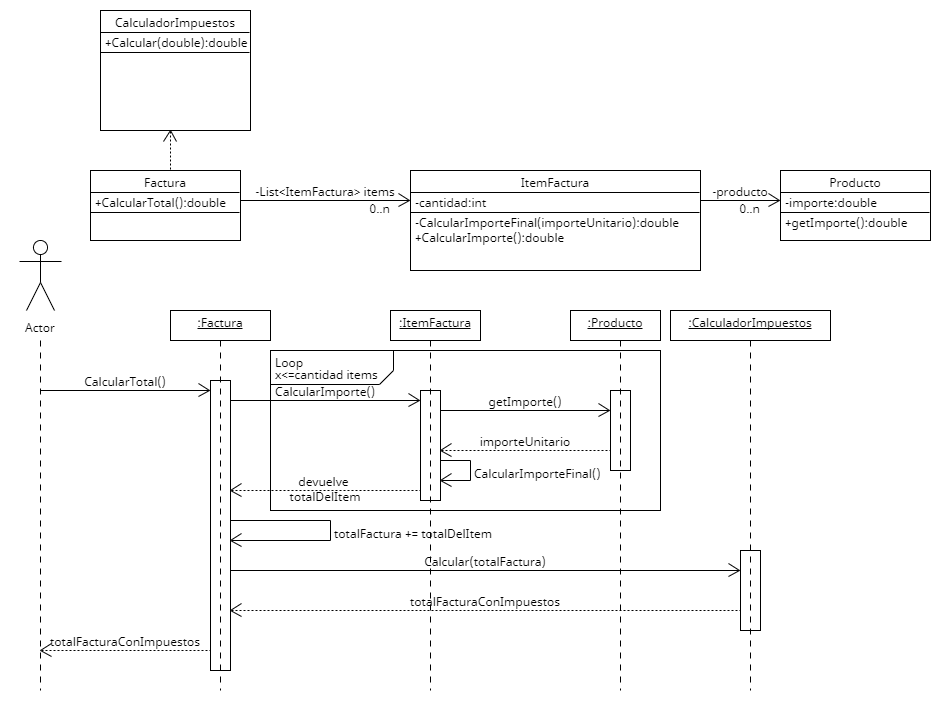 CalculadorImpuestos
+Calcular(double):double
Factura
+CalcularTotal():double
-List<ItemFactura> items
0..n
ItemFactura
-cantidad:int
-CalcularImporteFinal(importeUnitario):double
+CalcularImporte():double
-producto
0..n
Producto
-importe:double
+getImporte():double
Actor
:Factura
:ItemFactura
:Producto
:CalculadorImpuestos
Loop
x<=cantidad items
CalcularTotal()
CalcularImporte()
getImporte()
importeUnitario
CalcularImporteFinal()
devuelve
totalDelItem
totalFactura += totalDelItem
Calcular(totalFactura)
totalFacturaConImpuestos
totalFacturaConImpuestos